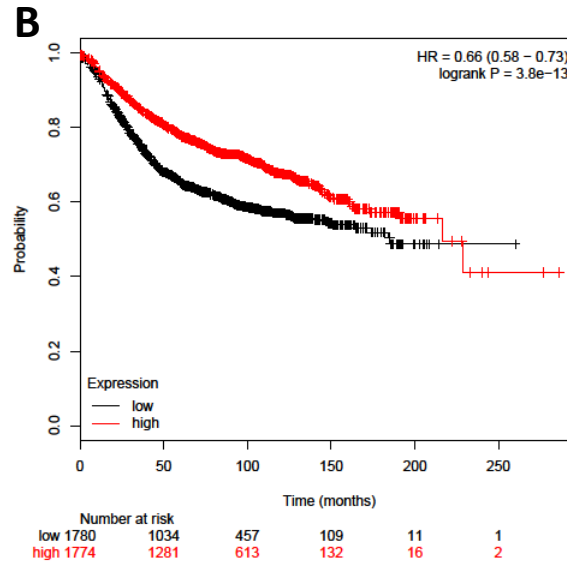 B
HR = 0.66 (0.58 − 0.73)
logrank P = 3.8e−13
1.0
0.8
0.6
0.4
0.2
0.0
Probability
Expression
low
high
0 50 100 150 200 250
Time (months)
Number at risk
low 1780 1034 457 109 11 1
high 1774 1281 613 132 16 2